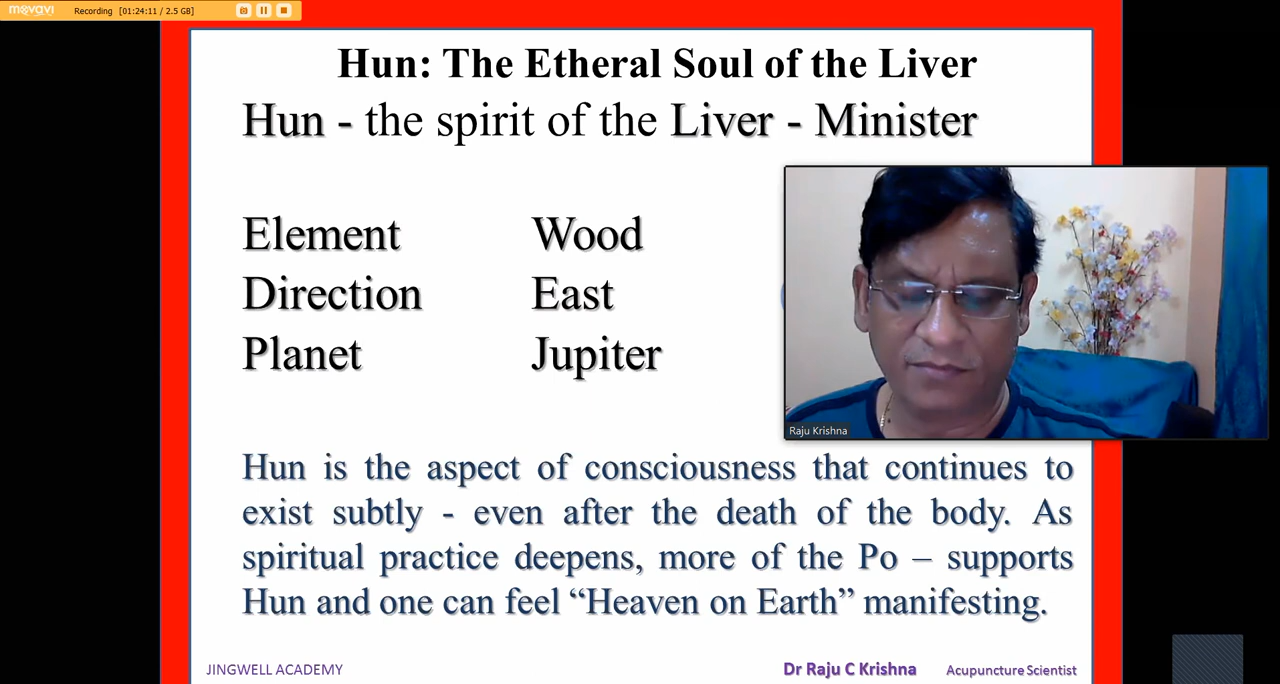 movavi Recording [01:24:11 / 2.5 GB]
Hun: The Etheral Soul of the Liver
Hun - the spirit of the Liver - Minister
Element Wood
Direction East
Planet Jupiter
Raju Krishna
Hun is the aspect of consciousness that continues to
exist subtly - even after the death of the body. As
spiritual practice deepens, more of the Po – supports
Hun and one can feel “Heaven on Earth” manifesting.
JINGWELL ACADEMY Dr Raju C Krishna Acupuncture Scientist